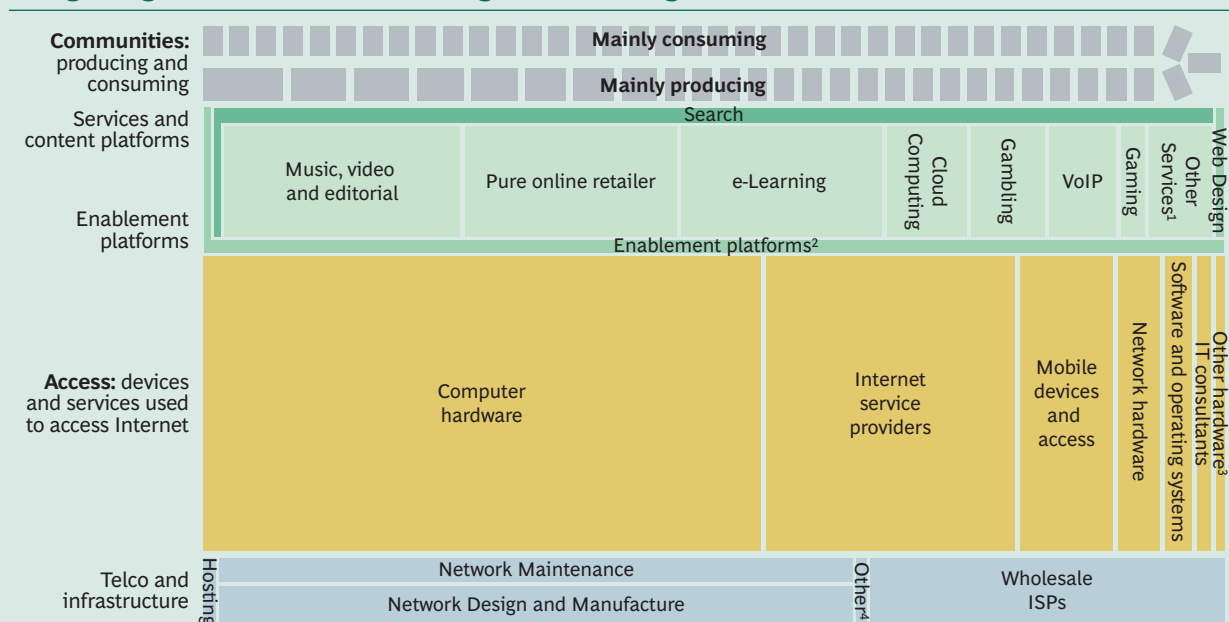 Communities:
producing and
consuming
Mainly consuming
Mainly producing
Services and
content platforms
Search
Music, video
and editorial
Pure online retailer
e-Learning
Cloud
Computing
Gambling
VoIP
Gaming
Other
Services¹
Web Design
Enablement
platforms
Enablement platforms²
Access: devices
and services used
to access Internet
Computer
hardware
Internet
service
providers
Mobile
devices
and
access
Network hardware
Software and operating systems
IT consultants
Other hardware³
Telco and
infrastructure
Hosting
Network Maintenance
Network Design and Manufacture
Other⁴
Wholesale
ISPs